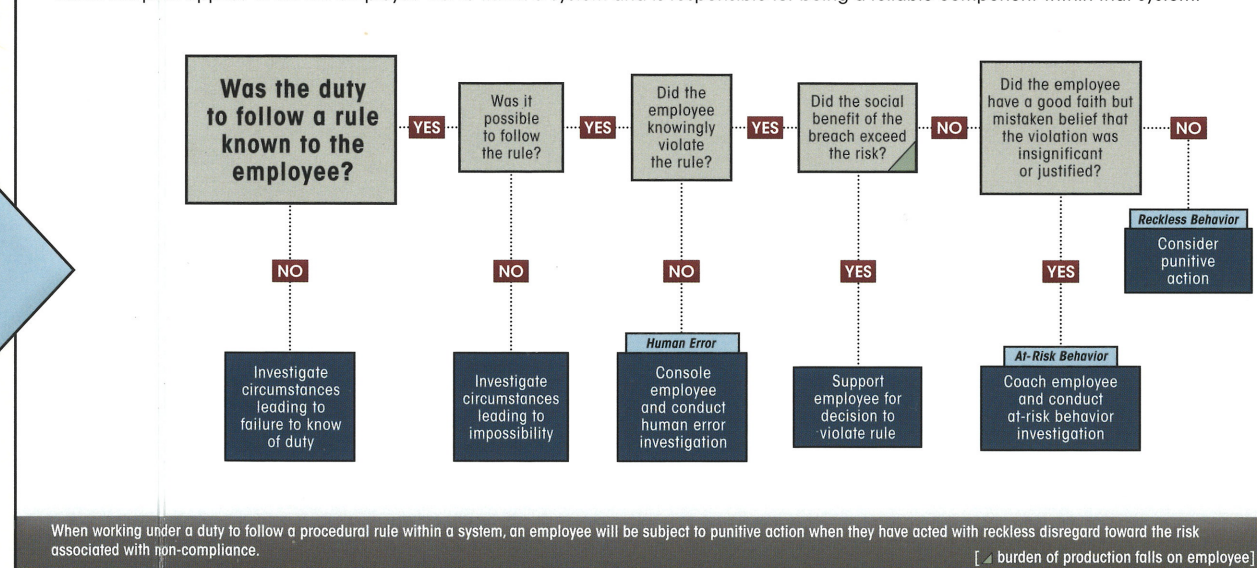 Was the duty
to follow a rule
known to the
employee?
YES
Was it
possible
to follow
the rule?
YES
Did the
employee
knowingly
violate
the rule?
YES
Did the social
benefit of the
breach exceed
the risk?
NO
Did the employee
have a good faith but
mistaken belief that
the violation was
insignificant
or justified?
NO
Reckless Behavior
Consider
punitive
action
NO
NO
NO
YES
YES
Investigate
circumstances
leading to
failure to know
of duty
Investigate
circumstances
leading to
impossibility
Human Error
Console
employee
and conduct
human error
investigation
Support
employee for
decision to
violate rule
At-Risk Behavior
Coach employee
and conduct
at-risk behavior
investigation
When working under a duty to follow a procedural rule within a system, an employee will be subject to punitive action when they have acted with reckless disregard toward the risk
associated with non-compliance.
[ burden of production falls on employee]